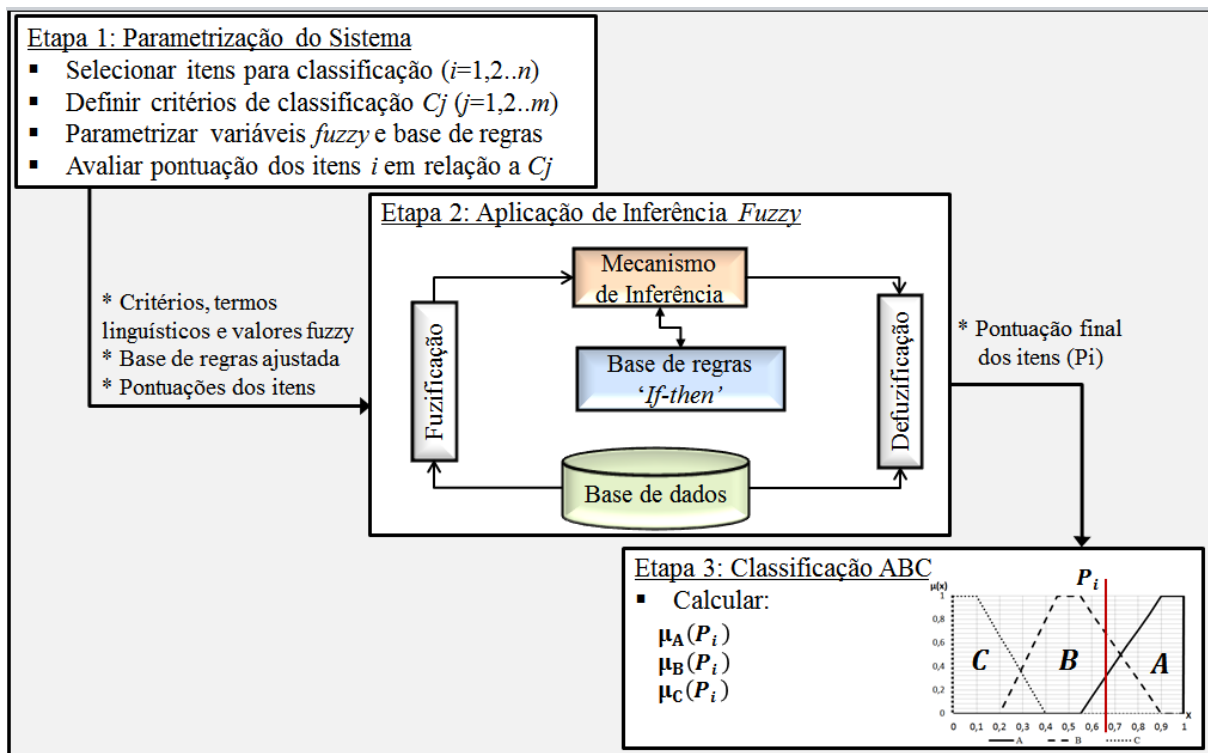 Etapa 1: Parametrização do Sistema
▪ Selecionar itens para classificação (i=1,2..n)
▪ Definir critérios de classificação Cj (j=1,2..m)
▪ Parametrizar variáveis fuzzy e base de regras
▪ Avaliar pontuação dos itens i em relação a Cj
* Critérios, termos
linguísticos e valores fuzzy
* Base de regras ajustada
* Pontuações dos itens
Etapa 2: Aplicação de Inferência Fuzzy
Fuzificação
Mecanismo
de Inferência
Base de regras
‘If-then’
Base de dados
Defuzificação
* Pontuação final
dos itens (Pi)
Etapa 3: Classificação ABC
▪ Calcular:
μA(Pi)
μB(Pi)
μC(Pi)
μ(x)
Pi
1
0,8
0,6
0,4
0,2
0
C B A
0 0,1 0,2 0,3 0,4 0,5 0,6 0,7 0,8 0,9 1
x
A B C